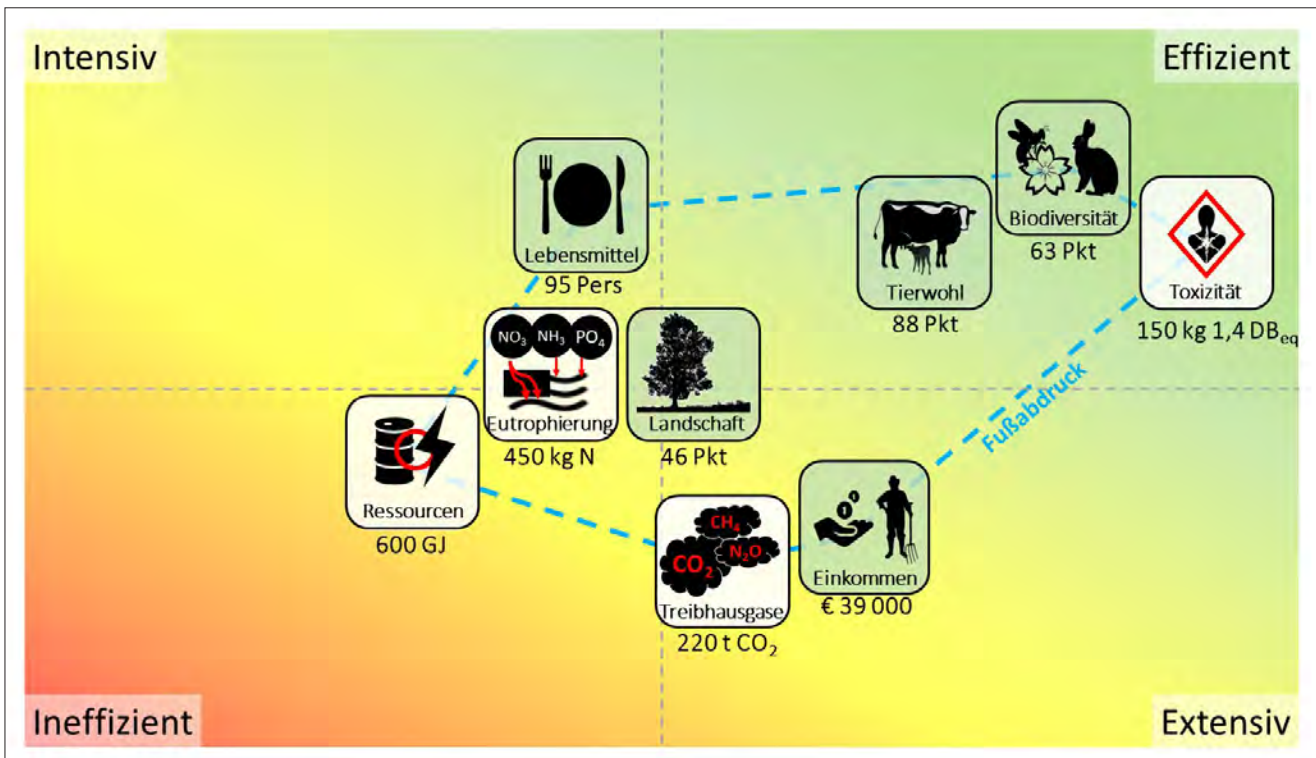 Intensiv
Effizient
Lebensmittel
95 Pers
Tierwohl
88 Pkt
Biodiversität
63 Pkt
Toxizität
150 kg 1,4 DBeq
NO3 NH3 PO4
Eutrophierung
450 kg N
Landschaft
46 Pkt
Fußabdruck
Ressourcen
600 GJ
CH4
CO2 N2O
Treibhausgase
220 t CO2
Einkommen
€ 39 000
Ineffizient
Extensiv